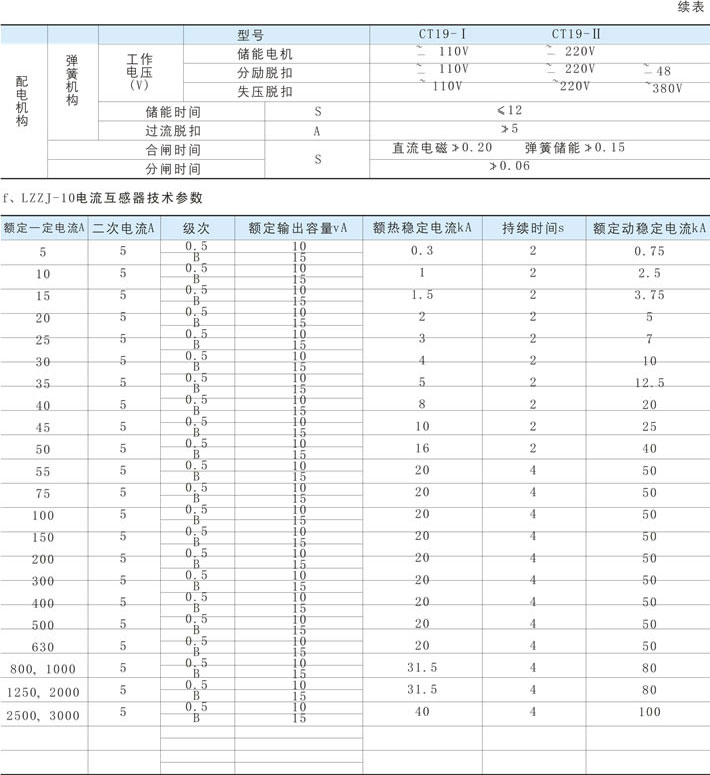 续表
型号 CT19-Ⅰ CT19-Ⅱ
配电机构 弹簧机构 工作电压(V) 储能电机 ≂ 110V ≂ 220V
分励脱扣 ≂ 110V ≂ 220V ≂48
失压脱扣 ~110V ~220V ~380V
储能时间 S ≤12
过流脱扣 A ≥5
合闸时间 S 直流电磁≥0.20 弹簧储能≥0.15
分闸时间 ≥0.06
f、LZZJ-10电流互感器技术参数
额定一定电流A 二次电流A 级次 额定输出容量vA 额热稳定电流kA 持续时间s 额定动稳定电流kA
5 5 0.5 10 0.3 2 0.75
B 15
10 5 0.5 10 1 2 2.5
B 15
15 5 0.5 10 1.5 2 3.75
B 15
20 5 0.5 10 2 2 5
B 15
25 5 0.5 10 3 2 7
B 15
30 5 0.5 10 4 2 10
B 15
35 5 0.5 10 5 2 12.5
B 15
40 5 0.5 10 8 2 20
B 15
45 5 0.5 10 10 2 25
B 15
50 5 0.5 10 16 2 40
B 15
55 5 0.5 10 20 4 50
B 15
75 5 0.5 10 20 4 50
B 15
100 5 0.5 10 20 4 50
B 15
150 5 0.5 10 20 4 50
B 15
200 5 0.5 10 20 4 50
B 15
300 5 0.5 10 20 4 50
B 15
400 5 0.5 10 20 4 50
B 15
500 5 0.5 10 20 4 50
B 15
630 5 0.5 10 20 4 50
B 15
800, 1000 5 0.5 10 31.5 4 80
B 15
1250, 2000 5 0.5 10 31.5 4 80
B 15
2500, 3000 5 0.5 10 40 4 100
B 15